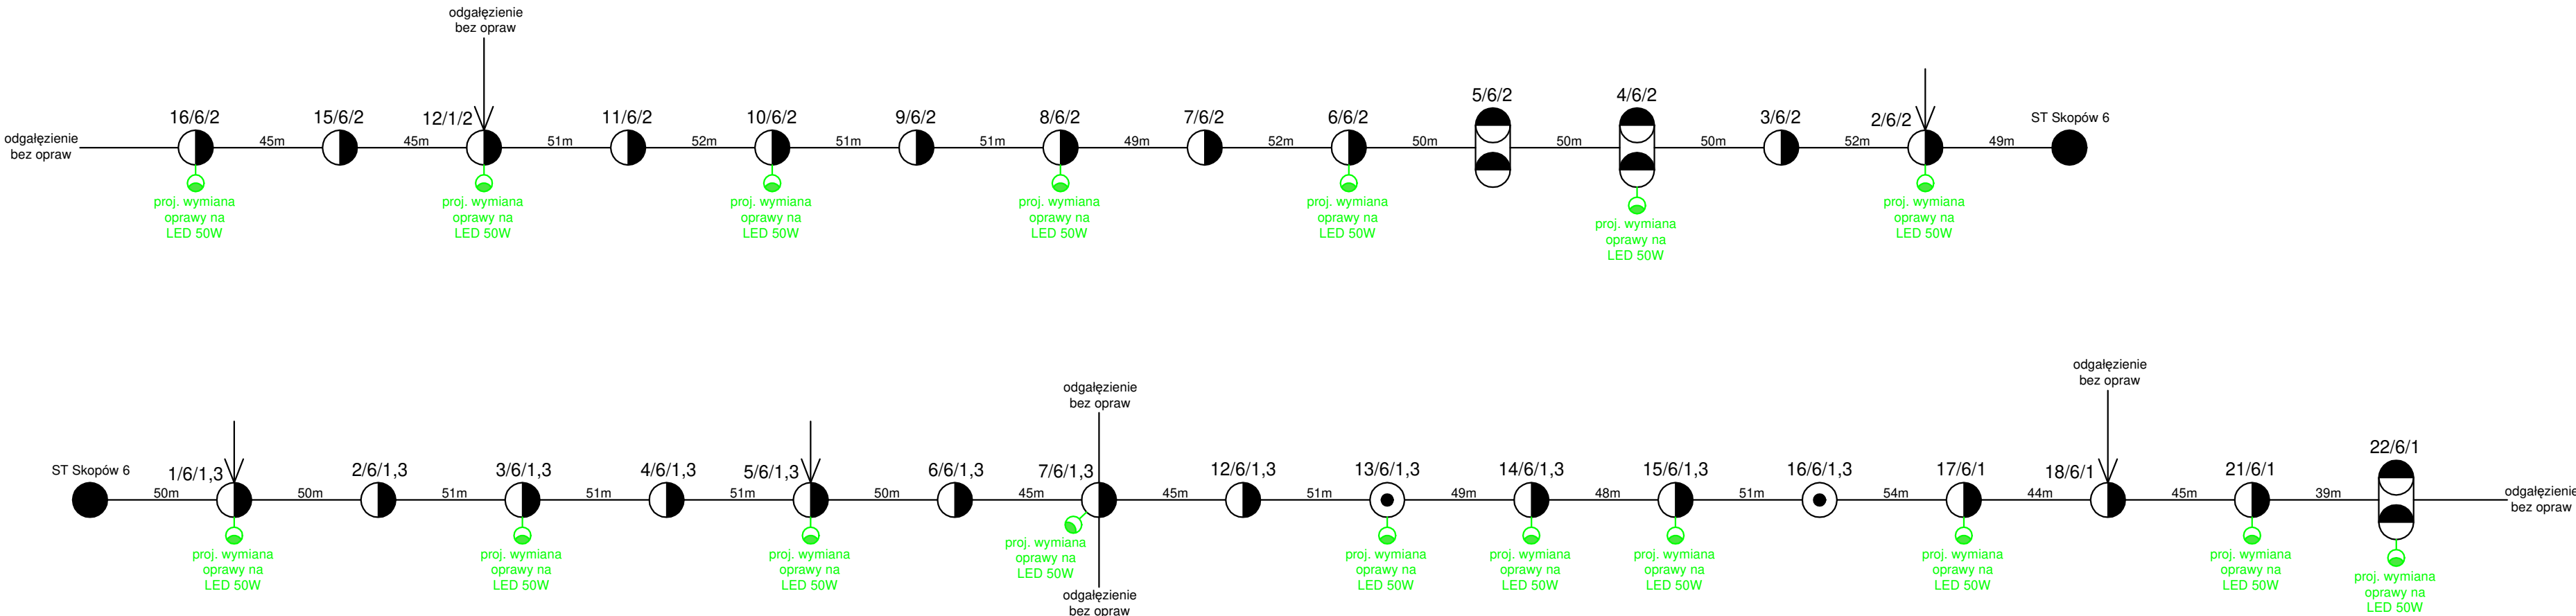 odgałęzienie
bez opraw
odgałęzienie
bez opraw
16/6/2
45m
15/6/2
45m
12/1/2
51m
11/6/2
52m
10/6/2
51m
9/6/2
51m
8/6/2
49m
7/6/2
52m
6/6/2
50m
5/6/2
50m
4/6/2
50m
3/6/2
52m
2/6/2
49m
ST Skopów 6
proj. wymiana
oprawy na
LED 50W
proj. wymiana
oprawy na
LED 50W
proj. wymiana
oprawy na
LED 50W
proj. wymiana
oprawy na
LED 50W
proj. wymiana
oprawy na
LED 50W
proj. wymiana
oprawy na
LED 50W
proj. wymiana
oprawy na
LED 50W
odgałęzienie
bez opraw
odgałęzienie
bez opraw
ST Skopów 6
50m
1/6/1,3
50m
2/6/1,3
51m
3/6/1,3
51m
4/6/1,3
51m
5/6/1,3
50m
6/6/1,3
45m
7/6/1,3
45m
12/6/1,3
51m
13/6/1,3
49m
14/6/1,3
48m
15/6/1,3
51m
16/6/1,3
54m
17/6/1
44m
18/6/1
45m
21/6/1
39m
22/6/1
odgałęzienie
bez opraw
proj. wymiana
oprawy na
LED 50W
proj. wymiana
oprawy na
LED 50W
proj. wymiana
oprawy na
LED 50W
proj. wymiana
oprawy na
LED 50W
proj. wymiana
oprawy na
LED 50W
proj. wymiana
oprawy na
LED 50W
proj. wymiana
oprawy na
LED 50W
proj. wymiana
oprawy na
LED 50W
proj. wymiana
oprawy na
LED 50W
proj. wymiana
oprawy na
LED 50W
odgałęzienie
bez opraw